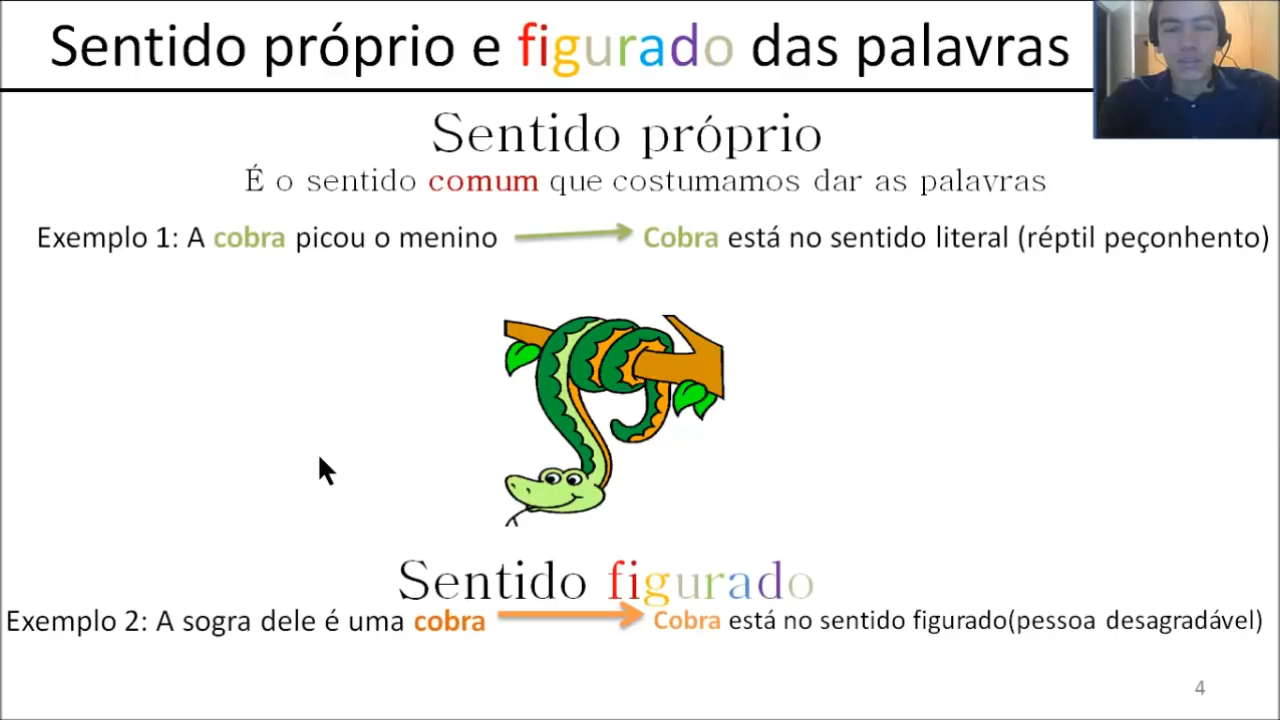 Sentido próprio e figurado das palavras
Sentido próprio
É o sentido comum que costumamos dar as palavras
Exemplo 1: A cobra picou o menino
Cobra está no sentido literal (réptil peçonhento)
Sentido figurado
Exemplo 2: A sogra dele é uma cobra
Cobra está no sentido figurado(pessoa desagradável)
4